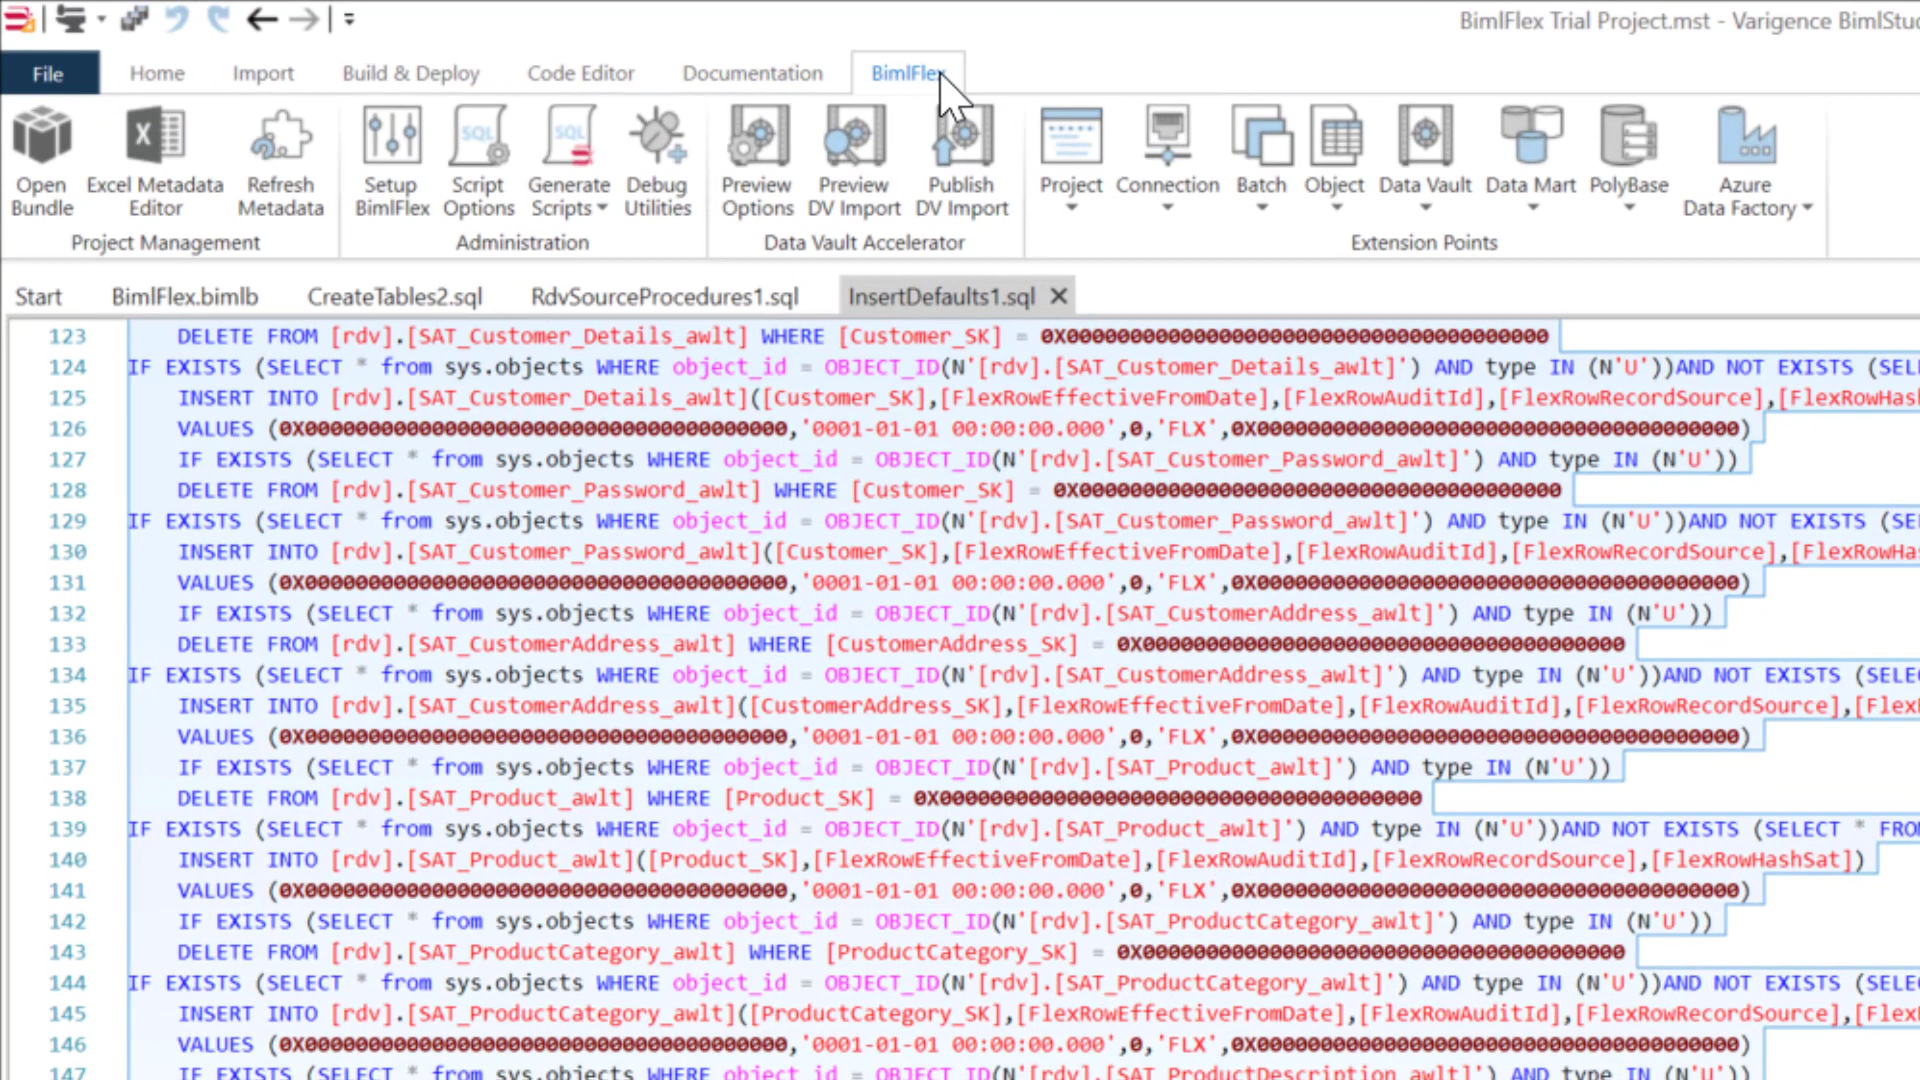 BimlFlex Trial Project.mst - Varigence BimlStud
File Home Import Build & Deploy Code Editor Documentation BimlFlex
Open Bundle Excel Metadata Editor Refresh Metadata Setup BimlFlex Script Options Generate Scripts Debug Utilities Preview Options Preview DV Import Publish DV Import Project Connection Batch Object Data Vault Data Mart PolyBase Azure Data Factory
Project Management Administration Data Vault Accelerator Extension Points
Start BimlFlex.bimlb CreateTables2.sql RdvSourceProcedures1.sql InsertDefaults1.sql
123 DELETE FROM [rdv].[SAT_Customer_Details_awlt] WHERE [Customer_SK] =
124 IF EXISTS (SELECT * from sys.objects WHERE object_id = OBJECT_ID(N'[rdv].[SAT_Customer_Details_awlt]') AND type IN (N'U'))AND NOT EXISTS (SEL
125 INSERT INTO [rdv].[SAT_Customer_Details_awlt]([Customer_SK],[FlexRowEffectiveFromDate],[FlexRowAuditId],[FlexRowRecordSource],[FlexRowHash
126 VALUES ( ,'0001-01-01 00:00:00.000',0,'FLX', )
127 IF EXISTS (SELECT * from sys.objects WHERE object_id = OBJECT_ID(N'[rdv].[SAT_Customer_Password_awlt]') AND type IN (N'U'))
128 DELETE FROM [rdv].[SAT_Customer_Password_awlt] WHERE [Customer_SK] =
129 IF EXISTS (SELECT * from sys.objects WHERE object_id = OBJECT_ID(N'[rdv].[SAT_Customer_Password_awlt]') AND type IN (N'U'))AND NOT EXISTS (SE
130 INSERT INTO [rdv].[SAT_Customer_Password_awlt]([Customer_SK],[FlexRowEffectiveFromDate],[FlexRowAuditId],[FlexRowRecordSource],[FlexRowHa
131 VALUES ( ,'0001-01-01 00:00:00.000',0,'FLX', )
132 IF EXISTS (SELECT * from sys.objects WHERE object_id = OBJECT_ID(N'[rdv].[SAT_CustomerAddress_awlt]') AND type IN (N'U'))
133 DELETE FROM [rdv].[SAT_CustomerAddress_awlt] WHERE [CustomerAddress_SK] =
134 IF EXISTS (SELECT * from sys.objects WHERE object_id = OBJECT_ID(N'[rdv].[SAT_CustomerAddress_awlt]') AND type IN (N'U'))AND NOT EXISTS (SELE
135 INSERT INTO [rdv].[SAT_CustomerAddress_awlt]([CustomerAddress_SK],[FlexRowEffectiveFromDate],[FlexRowAuditId],[FlexRowRecordSource],[Flex
136 VALUES ( ,'0001-01-01 00:00:00.000',0,'FLX', )
137 IF EXISTS (SELECT * from sys.objects WHERE object_id = OBJECT_ID(N'[rdv].[SAT_Product_awlt]') AND type IN (N'U'))
138 DELETE FROM [rdv].[SAT_Product_awlt] WHERE [Product_SK] =
139 IF EXISTS (SELECT * from sys.objects WHERE object_id = OBJECT_ID(N'[rdv].[SAT_Product_awlt]') AND type IN (N'U'))AND NOT EXISTS (SELECT * FRO
140 INSERT INTO [rdv].[SAT_Product_awlt]([Product_SK],[FlexRowEffectiveFromDate],[FlexRowAuditId],[FlexRowRecordSource],[FlexRowHashSat])
141 VALUES ( ,'0001-01-01 00:00:00.000',0,'FLX', )
142 IF EXISTS (SELECT * from sys.objects WHERE object_id = OBJECT_ID(N'[rdv].[SAT_ProductCategory_awlt]') AND type IN (N'U'))
143 DELETE FROM [rdv].[SAT_ProductCategory_awlt] WHERE [ProductCategory_SK] =
144 IF EXISTS (SELECT * from sys.objects WHERE object_id = OBJECT_ID(N'[rdv].[SAT_ProductCategory_awlt]') AND type IN (N'U'))AND NOT EXISTS (SELE
145 INSERT INTO [rdv].[SAT_ProductCategory_awlt]([ProductCategory_SK],[FlexRowEffectiveFromDate],[FlexRowAuditId],[FlexRowRecordSource],[Flex
146 VALUES ( ,'0001-01-01 00:00:00.000',0,'FLX', )
147 IF EXISTS (SELECT * from sys.objects WHERE object_id = OBJECT_ID(N'[rdv].[SAT_ProductDescription_awlt]') AND type IN (N'U'))